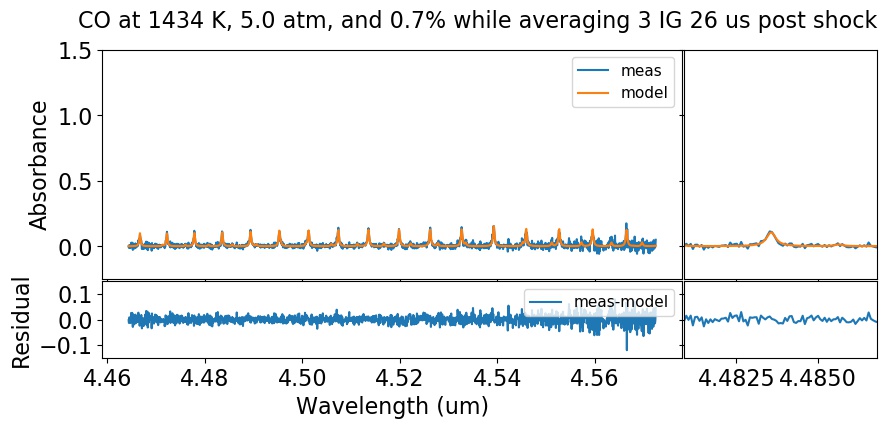 CO at 1434 K, 5.0 atm, and 0.7% while averaging 3 IG 26 us post shock
Absorbance
1.5
1.0
0.5
0.0
meas
model
Residual
0.1
0.0
−0.1
meas-model
4.46 4.48 4.50 4.52 4.54 4.56
4.4825 4.4850
Wavelength (um)